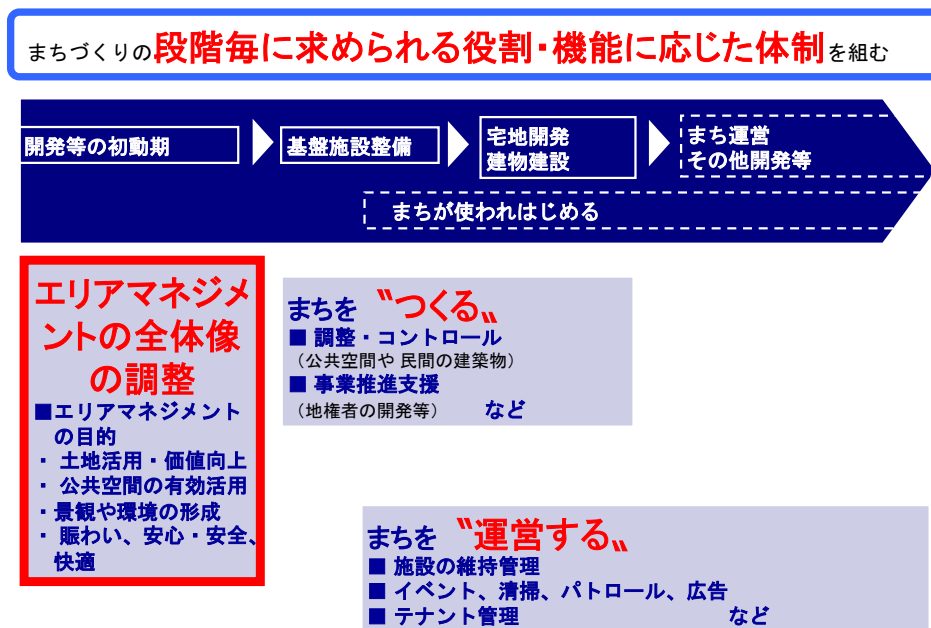 まちづくりの段階毎に求められる役割・機能に応じた体制を組む
開発等の初動期
基盤施設整備
宅地開発
建物建設
まち運営
その他開発等
まちが使われはじめる
エリアマネジメ
ントの全体像
の調整
■エリアマネジメント
の目的
・ 土地活用・価値向上
・ 公共空間の有効活用
・景観や環境の形成
・ 賑わい、安心・安全、
快適
まちを 〝つくる〟
■ 調整・コントロール
（公共空間や 民間の建築物）
■ 事業推進支援
（地権者の開発等） など
まちを 〝運営する〟
■ 施設の維持管理
■ イベント、清掃、パトロール、広告
■ テナント管理 など